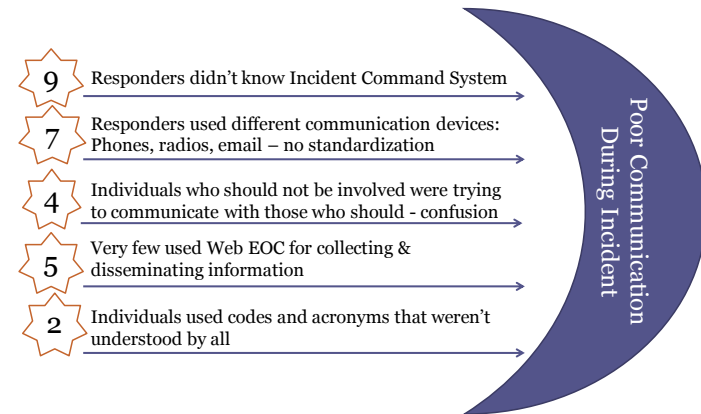 9
Responders didn’t know Incident Command System
7
Responders used different communication devices:
Phones, radios, email – no standardization
4
Individuals who should not be involved were trying
to communicate with those who should - confusion
5
Very few used Web EOC for collecting &
disseminating information
2
Individuals used codes and acronyms that weren’t
understood by all
Poor Communication
During Incident